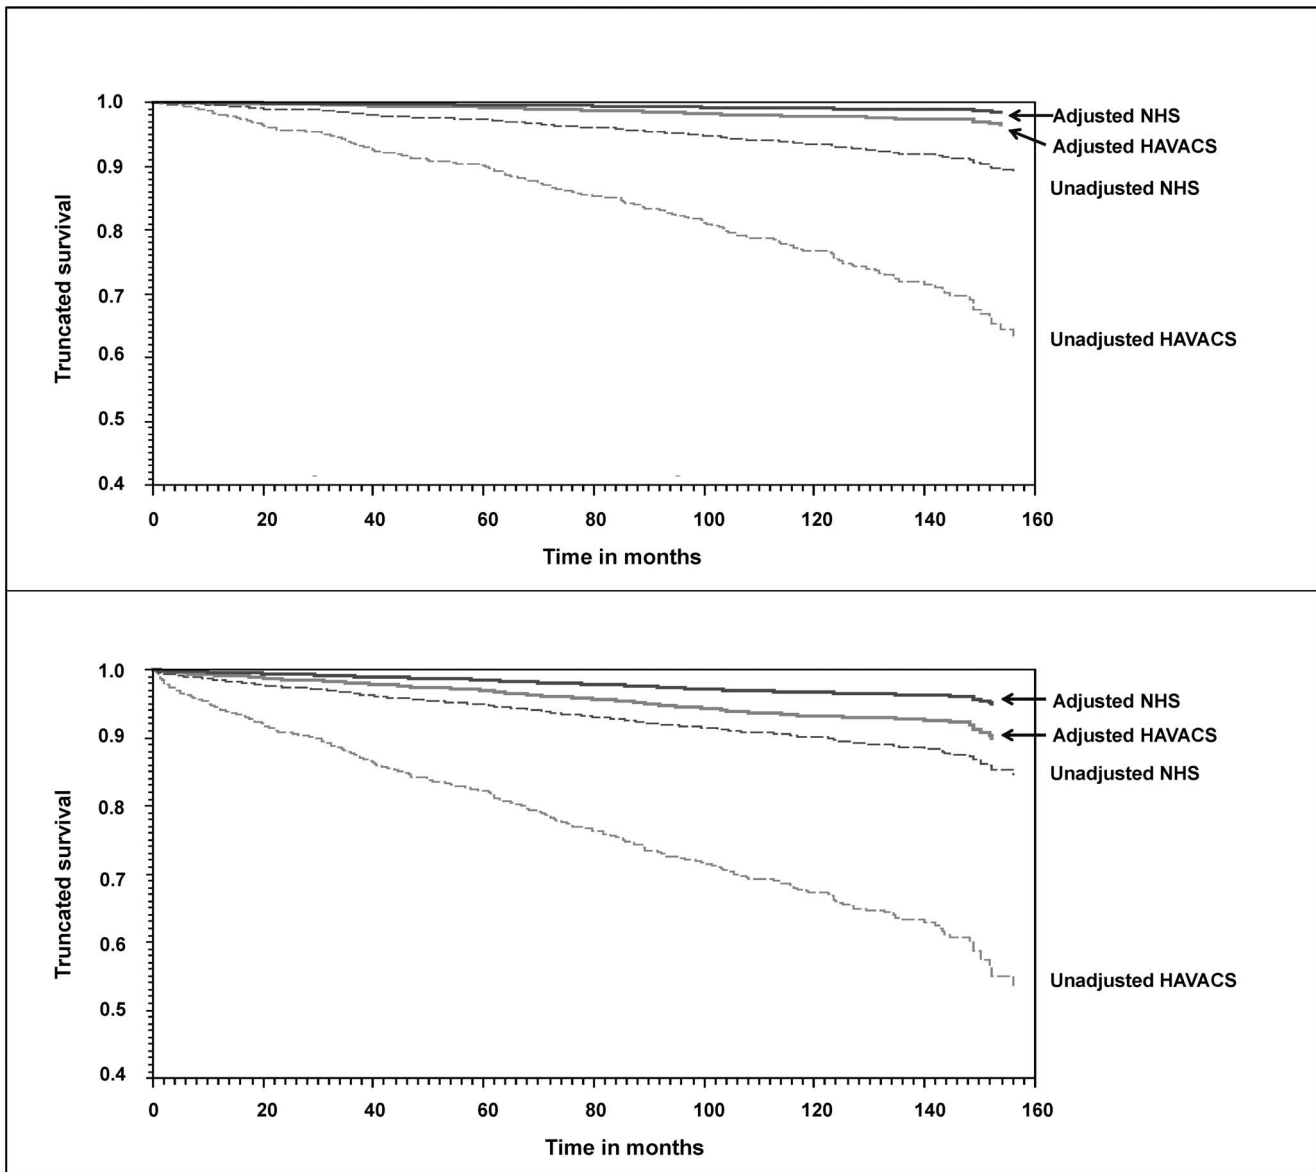 1.0
0.9
0.8
0.7
0.6
0.5
0.4
Truncated survival
0 20 40 60 80 100 120 140 160
Time in months
Adjusted NHS
Adjusted HAVACS
Unadjusted NHS
Unadjusted HAVACS
1.0
0.9
0.8
0.7
0.6
0.5
0.4
Truncated survival
0 20 40 60 80 100 120 140 160
Time in months
Adjusted NHS
Adjusted HAVACS
Unadjusted NHS
Unadjusted HAVACS